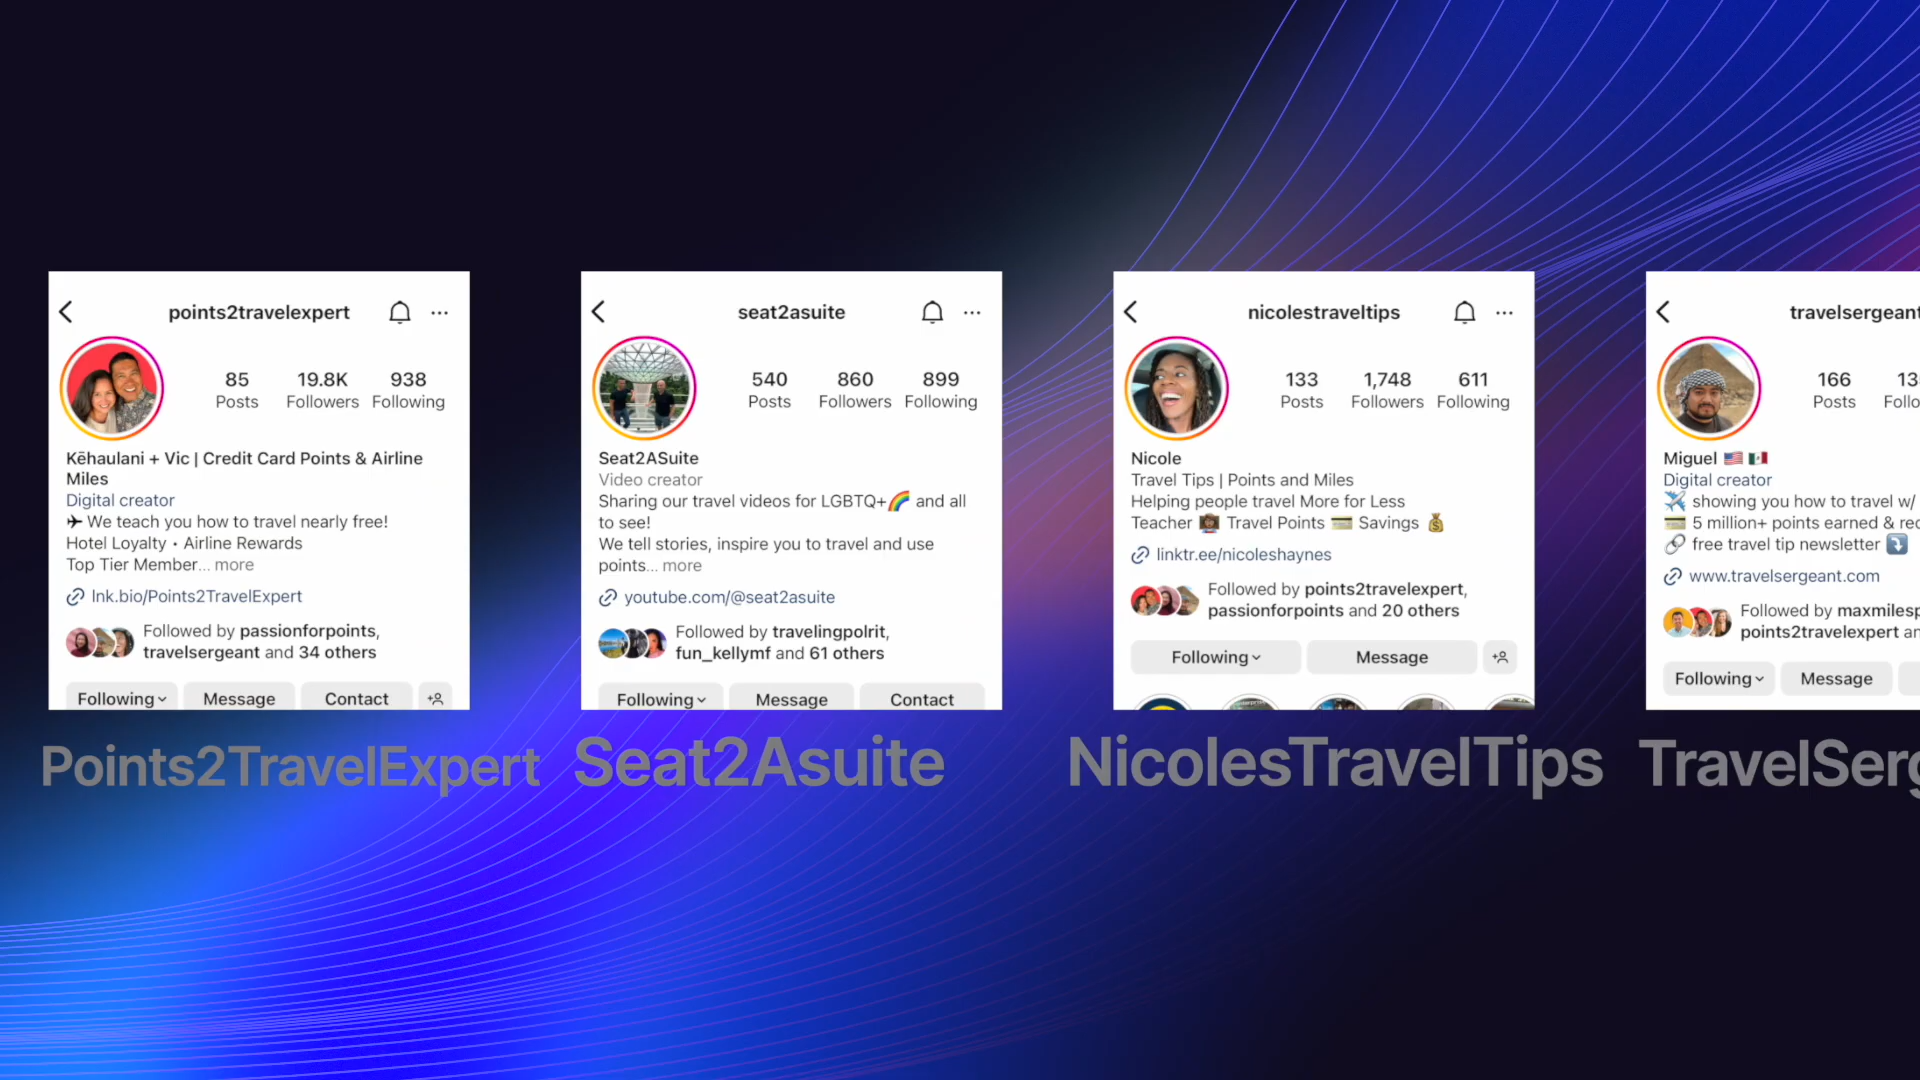 points2travelexpert
85
19.8K
938
Posts
Followers
Following
Kēhaulani + Vic | Credit Card Points & Airline
Miles
Digital creator
✈ We teach you how to travel nearly free!
Hotel Loyalty • Airline Rewards
Top Tier Member... more
lnk.bio/Points2TravelExpert
Followed by passionforpoints,
travelsergeant and 34 others
Following
Message
Contact
Points2TravelExpert
seat2asuite
540
860
899
Posts
Followers
Following
Seat2ASuite
Video creator
Sharing our travel videos for LGBTQ+🌈 and all
to see!
We tell stories, inspire you to travel and use
points... more
youtube.com/@seat2asuite
Followed by travelingpolrit,
fun_kellymf and 61 others
Following
Message
Contact
Seat2Asuite
nicolestraveltips
133
1,748
611
Posts
Followers
Following
Nicole
Travel Tips | Points and Miles
Helping people travel More for Less
Teacher 👩🏾‍🏫 Travel Points 💳 Savings 💰
linktr.ee/nicoleshaynes
Followed by points2travelexpert,
passionforpoints and 20 others
Following
Message
NicolesTravelTips
travelsergeant
166
13
Posts
Follo
Miguel 🇺🇸 🇲🇽
Digital creator
✈️ showing you how to travel w/
💳 5 million+ points earned & rec
🔗 free travel tip newsletter ⤵️
www.travelsergeant.com
Followed by maxmilesp
points2travelexpert an
Following
Message
TravelSerg